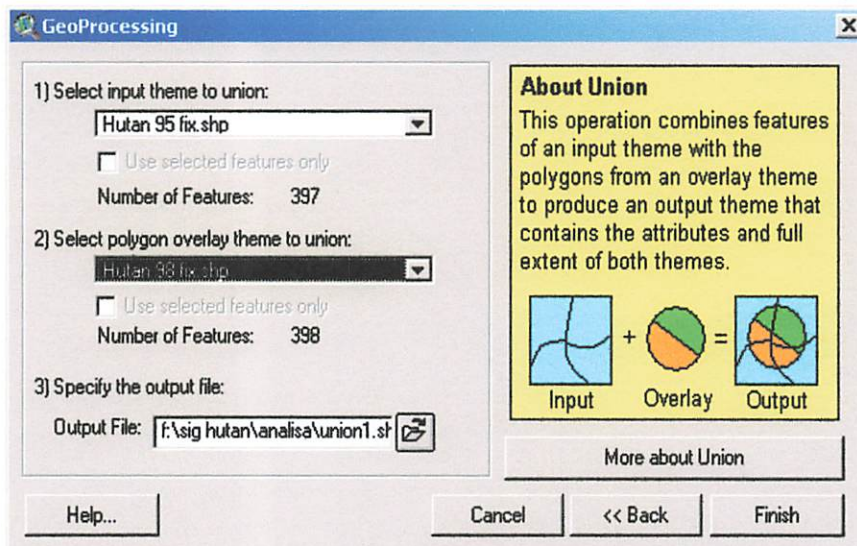 GeoProcessing
1) Select input theme to union:
Hutan 95 fix.shp
Use selected features only
Number of Features: 397
2) Select polygon overlay theme to union:
Hutan 98 fix.shp
Use selected features only
Number of Features: 398
3) Specify the output file:
Output File: f:\sig hutan\analisa\union1.sh
About Union
This operation combines features
of an input theme with the
polygons from an overlay theme
to produce an output theme that
contains the attributes and full
extent of both themes.
+ =
Input Overlay Output
More about Union
Help... Cancel << Back Finish